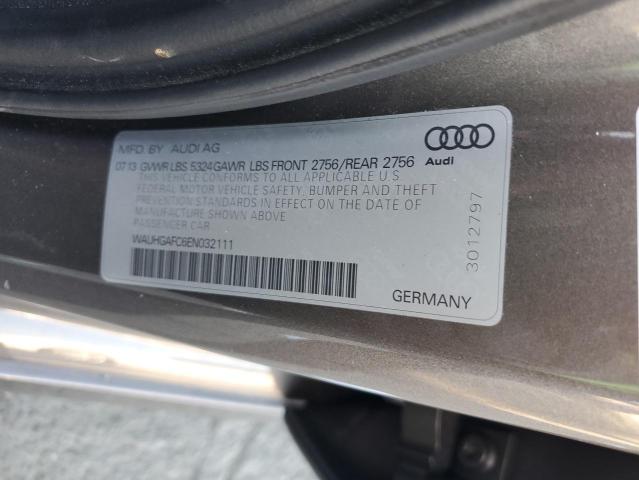 MFD. BY AUDI AG
07.13 GVWR LBS 5324 GAWR LBS FRONT 2756/REAR 2756
THIS VEHICLE CONFORMS TO ALL APPLICABLE U.S.
FEDERAL MOTOR VEHICLE SAFETY, BUMPER AND THEFT
PREVENTION STANDARDS IN EFFECT ON THE DATE OF
MANUFACTURE SHOWN ABOVE
PASSENGER CAR
WAUHGAFC6EN032111
GERMANY
Audi
3012797